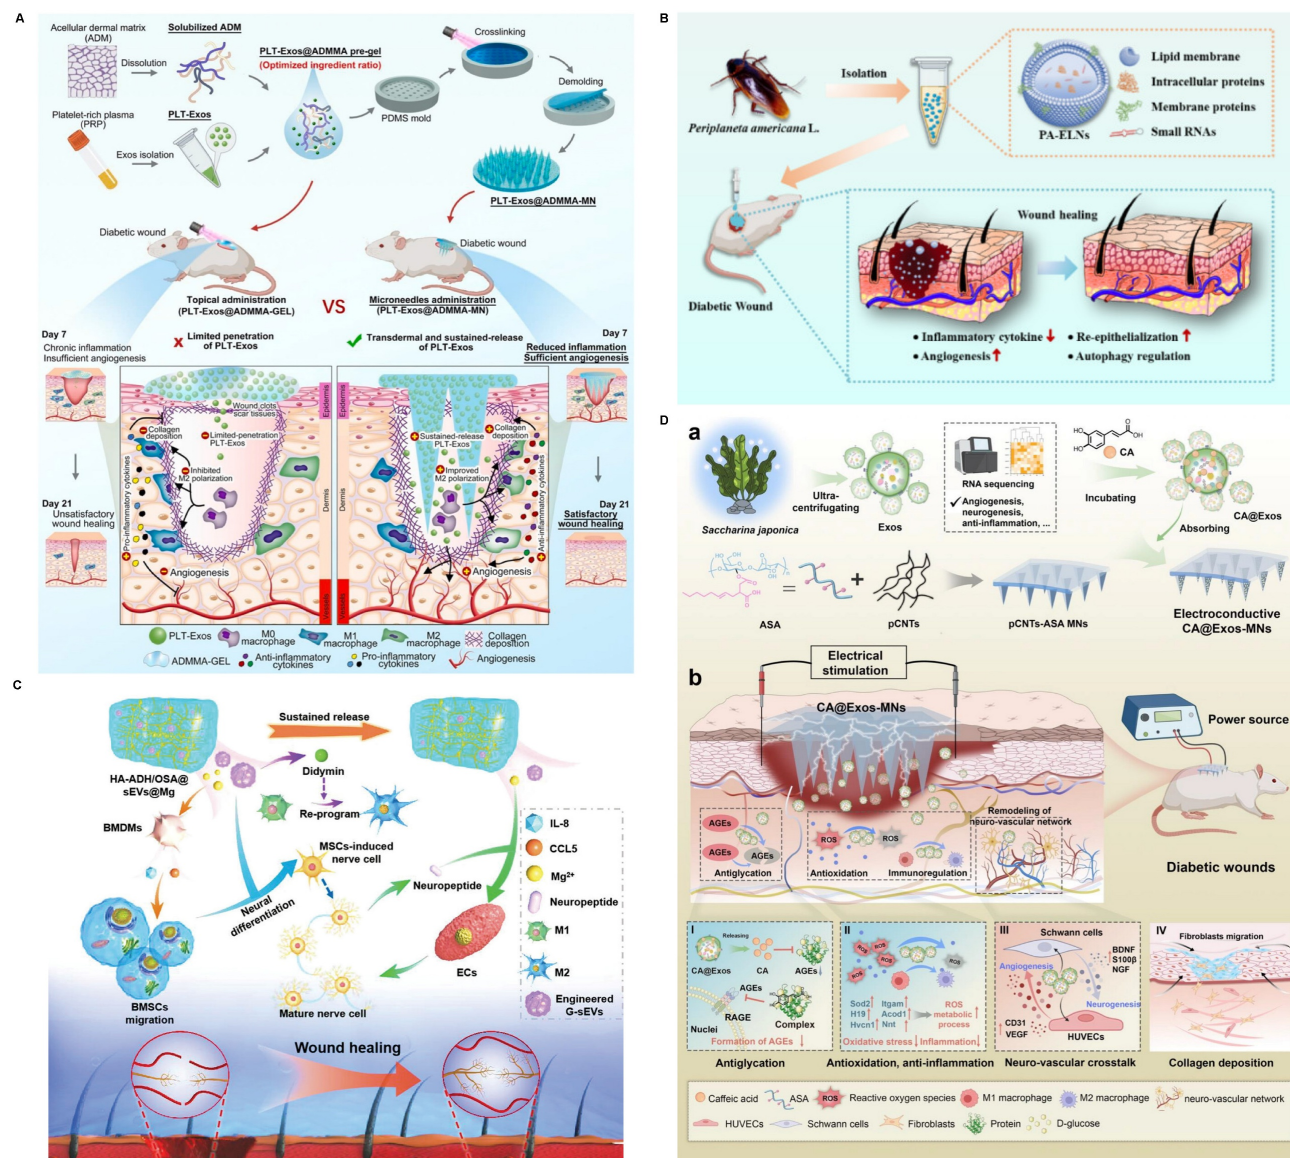 A
Acellular dermal matrix
(ADM)
Solubilized ADM
Dissolution
Platelet-rich plasma
(PRP)
PLT-Exos
Exos isolation
PLT-Exos@ADMMA pre-gel
(Optimized ingredient ratio)
PDMS mold
Crosslinking
Demolding
PLT-Exos@ADMMA-MN
Diabetic wound
Diabetic wound
Topical administration
(PLT-Exos@ADMMA-GEL)
VS
Microneedles administration
(PLT-Exos@ADMMA-MN)
Limited penetration
of PLT-Exos
Transdermal and sustained-release
of PLT-Exos
Day 7
Chronic inflammation
Insufficient angiogenesis
Day 7
Reduced inflammation
Sufficient angiogenesis
Day 21
Unsatisfactory
wound healing
Day 21
Satisfactory
wound healing
Wound clots
scar tissues
Collagen
deposition
Limited-penetration
PLT-Exos
Inhibited
M2 polarization
Pro-inflammatory cytokines
Angiogenesis
Epidermis
Dermis
Vessels
Epidermis
Dermis
Vessels
Sustained-release
PLT-Exos
Collagen
deposition
Improved
M2 polarization
Anti-inflammatory cytokines
Angiogenesis
PLT-Exos
M0
macrophage
M1
macrophage
M2
macrophage
Collagen
deposition
ADMMA-GEL
Anti-inflammatory
cytokines
Pro-inflammatory
cytokines
Angiogenesis
B
Periplaneta americana L.
Isolation
PA-ELNs
Lipid membrane
Intracellular proteins
Membrane proteins
Small RNAs
Diabetic Wound
Wound healing
• Inflammatory cytokine
• Angiogenesis
• Re-epithelialization
• Autophagy regulation
C
Sustained release
HA-ADH/OSA@
sEVs@Mg
Didymin
Re-program
BMDMs
MSCs-induced
nerve cell
Neural
differentiation
Neuropeptide
ECs
BMSCs
migration
Mature nerve cell
IL-8
CCL5
Mg²⁺
Neuropeptide
M1
M2
Engineered
G-sEVs
Wound healing
D
a
Saccharina japonica
Ultra-
centrifugating
Exos
RNA sequencing
Angiogenesis,
neurogenesis,
anti-inflammation, ...
HO
HO
O
OH
CA
Incubating
CA@Exos
Absorbing
ASA
=
+
pCNTs
pCNTs-ASA MNs
Electroconductive
CA@Exos-MNs
b
Electrical
stimulation
CA@Exos-MNs
Power source
Diabetic wounds
AGEs
AGEs
AGEs
Antiglycation
ROS
ROS
Antioxidation
Immunoregulation
Remodeling of
neuro-vascular network
I
Releasing
CA@Exos
CA
AGEs
AGEs
RAGE
Nuclei
Complex
Formation of AGEs
Antiglycation
II
ROS
ROS
ROS
ROS
ROS
ROS
Sod2
H19
Hvcn1
Itgam
Acod1
Nnt
ROS
metabolic
process
Oxidative stress
Inflammation
Antioxidation, anti-inflammation
III
Schwann cells
BDNF
S100β
NGF
Angiogenesis
Neurogenesis
CD31
VEGF
HUVECs
Neuro-vascular crosstalk
IV
Fibroblasts migration
Collagen deposition
Caffeic acid
ASA
ROS
Reactive oxygen species
M1 macrophage
M2 macrophage
neuro-vascular network
HUVECs
Schwann cells
Fibroblasts
Protein
D-glucose